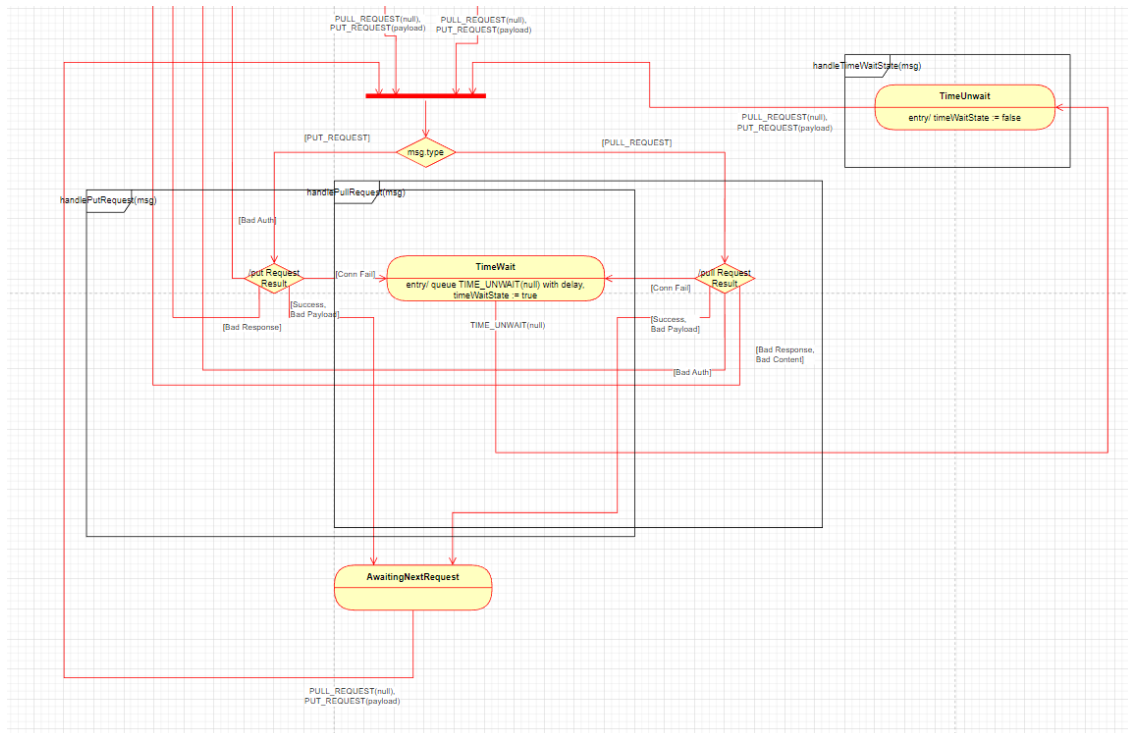 PULL_REQUEST(null),
PUT_REQUEST(payload)
PULL_REQUEST(null),
PUT_REQUEST(payload)
handleTimeWaitState(msg)
TimeUnwait
entry/ timeWaitState := false
PULL_REQUEST(null),
PUT_REQUEST(payload)
[PUT_REQUEST]
msg.type
[PULL_REQUEST]
handlePutRequest(msg)
handlePullRequest(msg)
[Bad Auth]
/put Request
Result
[Conn Fail]
TimeWait
entry/ queue TIME_UNWAIT(null) with delay,
timeWaitState := true
/pull Request
Result
[Conn Fail]
[Success,
Bad Payload]
[Bad Response]
TIME_UNWAIT(null)
[Success,
Bad Payload]
[Bad Response,
Bad Content]
[Bad Auth]
AwaitingNextRequest
PULL_REQUEST(null),
PUT_REQUEST(payload)